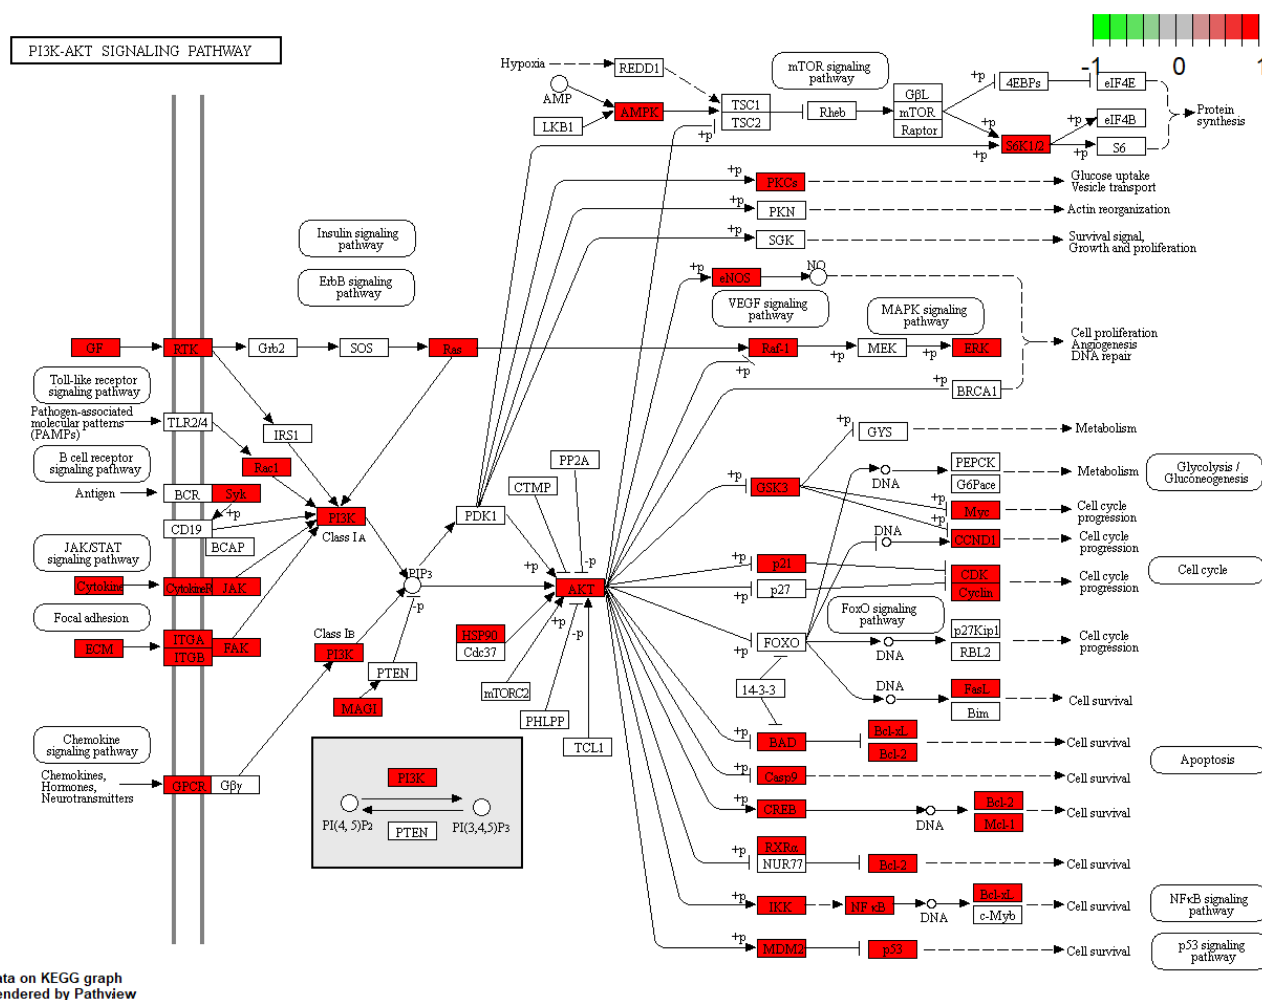 PI3K-AKT SIGNALING PATHWAY
-1
0
1
Hypoxia
REDD1
mTOR signaling
pathway
AMP
AMPK
LKB1
TSC1
TSC2
+p
Rheb
GβL
mTOR
Raptor
+p
4EBPs
eIF4E
+p
eIF4B
S6K1/2
+p
+p
+p
S6
Protein
synthesis
+p
PKCs
Glucose uptake
Vesicle transport
+p
PKN
Actin reorganization
+p
SGK
Survival signal,
Growth and proliferation
Insulin signaling
pathway
ErbB signaling
pathway
+p
eNOS
NO
VEGF signaling
pathway
MAPK signaling
pathway
GF
RTK
Grb2
SOS
Ras
Raf-1
+p
MEK
+p
ERK
+p
Cell proliferation
Angiogenesis
DNA repair
+p
BRCA1
Toll-like receptor
signaling pathway
Pathogen-associated
molecular patterns
(PAMPs)
TLR2/4
IRS1
+p
GYS
Metabolism
B cell receptor
signaling pathway
Rac1
Antigen
BCR
Syk
+p
CD19
BCAP
PI3K
Class IA
PP2A
CTMP
PDK1
+p
-p
+p
GSK3
DNA
PEPCK
G6Pace
Metabolism
Glycolysis /
Gluconeogenesis
+p
Myc
Cell cycle
progression
+p
DNA
CCND1
Cell cycle
progression
JAK/STAT
signaling pathway
Cytokine
CytokineR
JAK
PIP3
-p
AKT
+p
p21
+p
p27
CDK
Cyclin
Cell cycle
progression
Cell cycle
Focal adhesion
ECM
ITGA
ITGB
FAK
Class IB
PI3K
PTEN
MAGI
HSP90
Cdc37
+p
-p
mTORC2
PHLPP
TCL1
FoxO signaling
pathway
+p
FOXO
DNA
p27Kip1
RBL2
Cell cycle
progression
14-3-3
DNA
FasL
Bim
Cell survival
Chemokine
signaling pathway
Chemokines,
Hormones,
Neurotransmitters
GPCR
Gβγ
PI3K
PI(4, 5)P2
PTEN
PI(3,4,5)P3
+p
BAD
Bcl-xL
Bcl-2
Cell survival
Apoptosis
+p
Casp9
Cell survival
+p
CREB
DNA
Bcl-2
Mcl-1
Cell survival
+p
RXRα
NUR77
Bcl-2
Cell survival
+p
IKK
NFκB
DNA
Bcl-xL
c-Myb
Cell survival
NFκB signaling
pathway
+p
MDM2
p53
Cell survival
p53 signaling
pathway
ata on KEGG graph
endered by Pathview